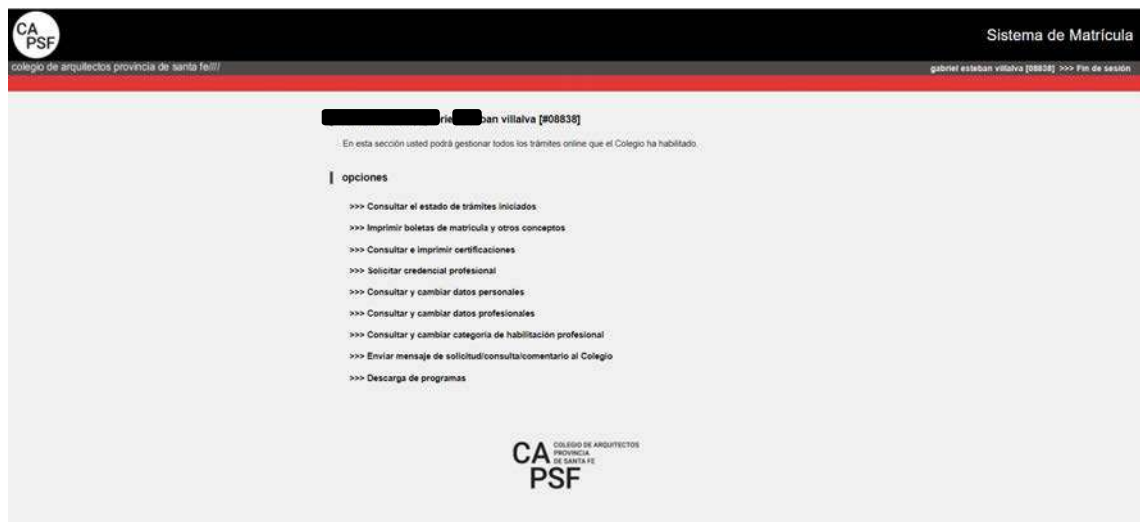 CA
PSF
Sistema de Matrícula
colegio de arquitectos provincia de santa fe////
gabriel esteban villalva [08838] >>> Fin de sesión
rie ban villalva [#08838]
En esta sección usted podrá gestionar todos los trámites online que el Colegio ha habilitado.
opciones
>>> Consultar el estado de trámites iniciados
>>> Imprimir boletas de matrícula y otros conceptos
>>> Consultar e imprimir certificaciones
>>> Solicitar credencial profesional
>>> Consultar y cambiar datos personales
>>> Consultar y cambiar datos profesionales
>>> Consultar y cambiar categoría de habilitación profesional
>>> Enviar mensaje de solicitud/consulta/comentario al Colegio
>>> Descarga de programas
CA
PSF
COLEGIO DE ARQUITECTOS
PROVINCIA
DE SANTA FE